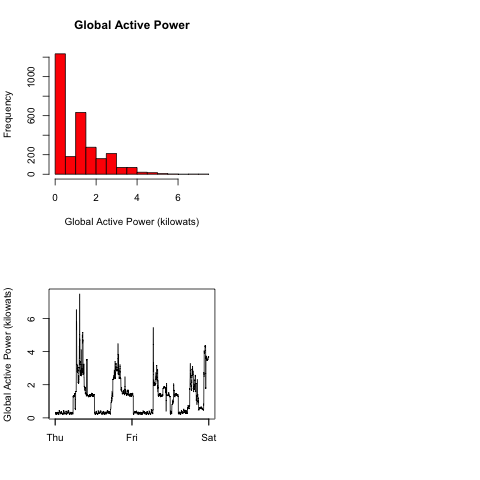 Global Active Power
Frequency
1000
600
200
0
0 2 4 6
Global Active Power (kilowats)
Global Active Power (kilowats)
6
4
2
0
Thu Fri Sat